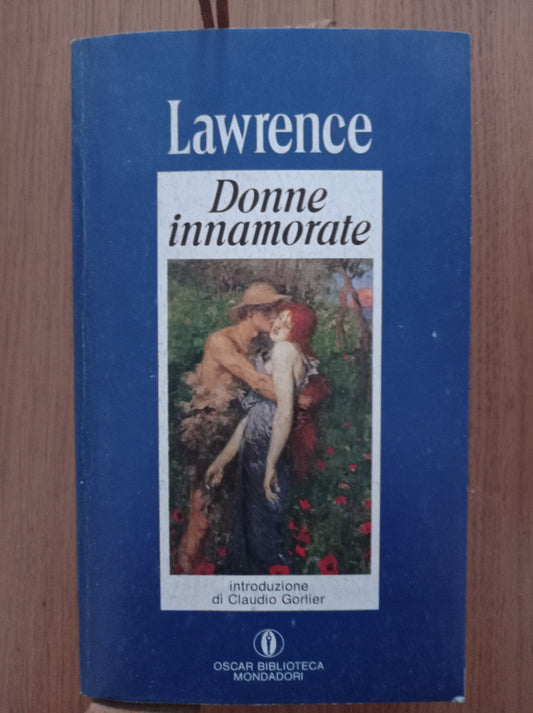 Lawrence
Donne
innamorate
introduzione
di Claudio Gorlier
OSCAR BIBLIOTECA
MONDADORI